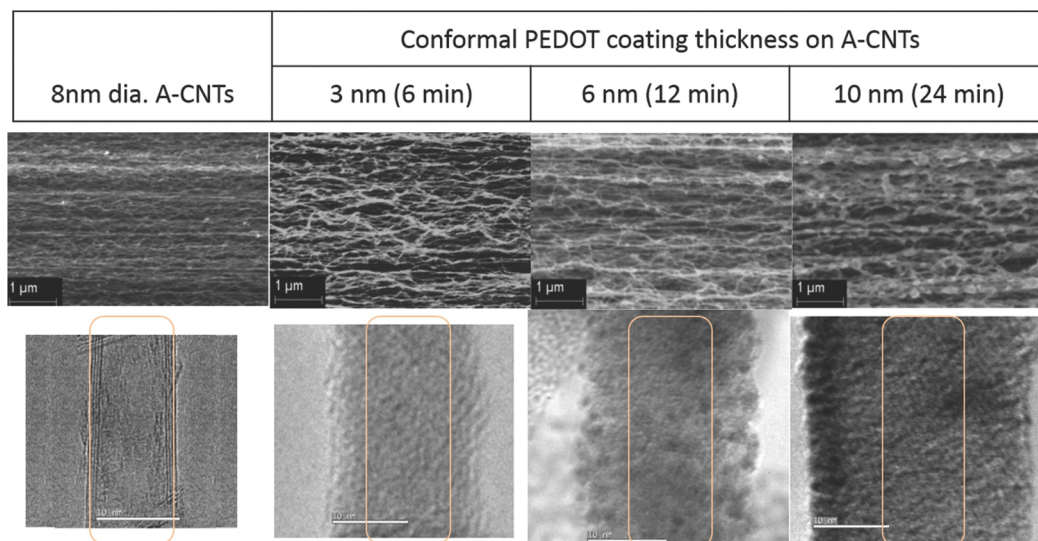 Conformal PEDOT coating thickness on A-CNTs
8nm dia. A-CNTs
3 nm (6 min)
6 nm (12 min)
10 nm (24 min)
1 µm
1 µm
1 µm
1 µm
10 nm
10 nm
10 nm
10 nm